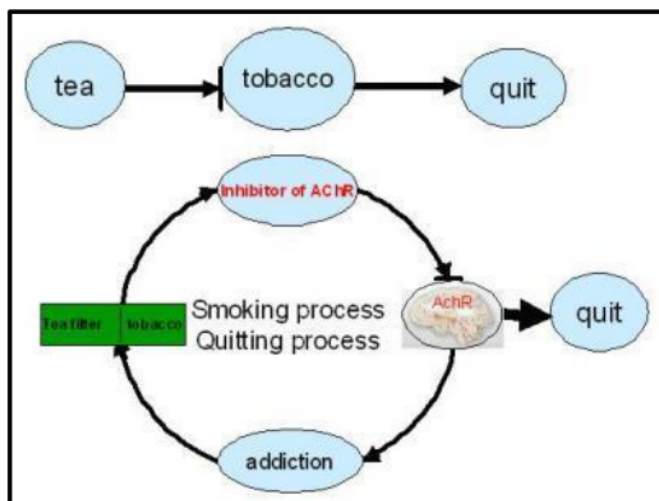 tea
tobacco
quit
Inhibitor of AChR
AchR
quit
Tea filter
tobacco
Smoking process
Quitting process
addiction